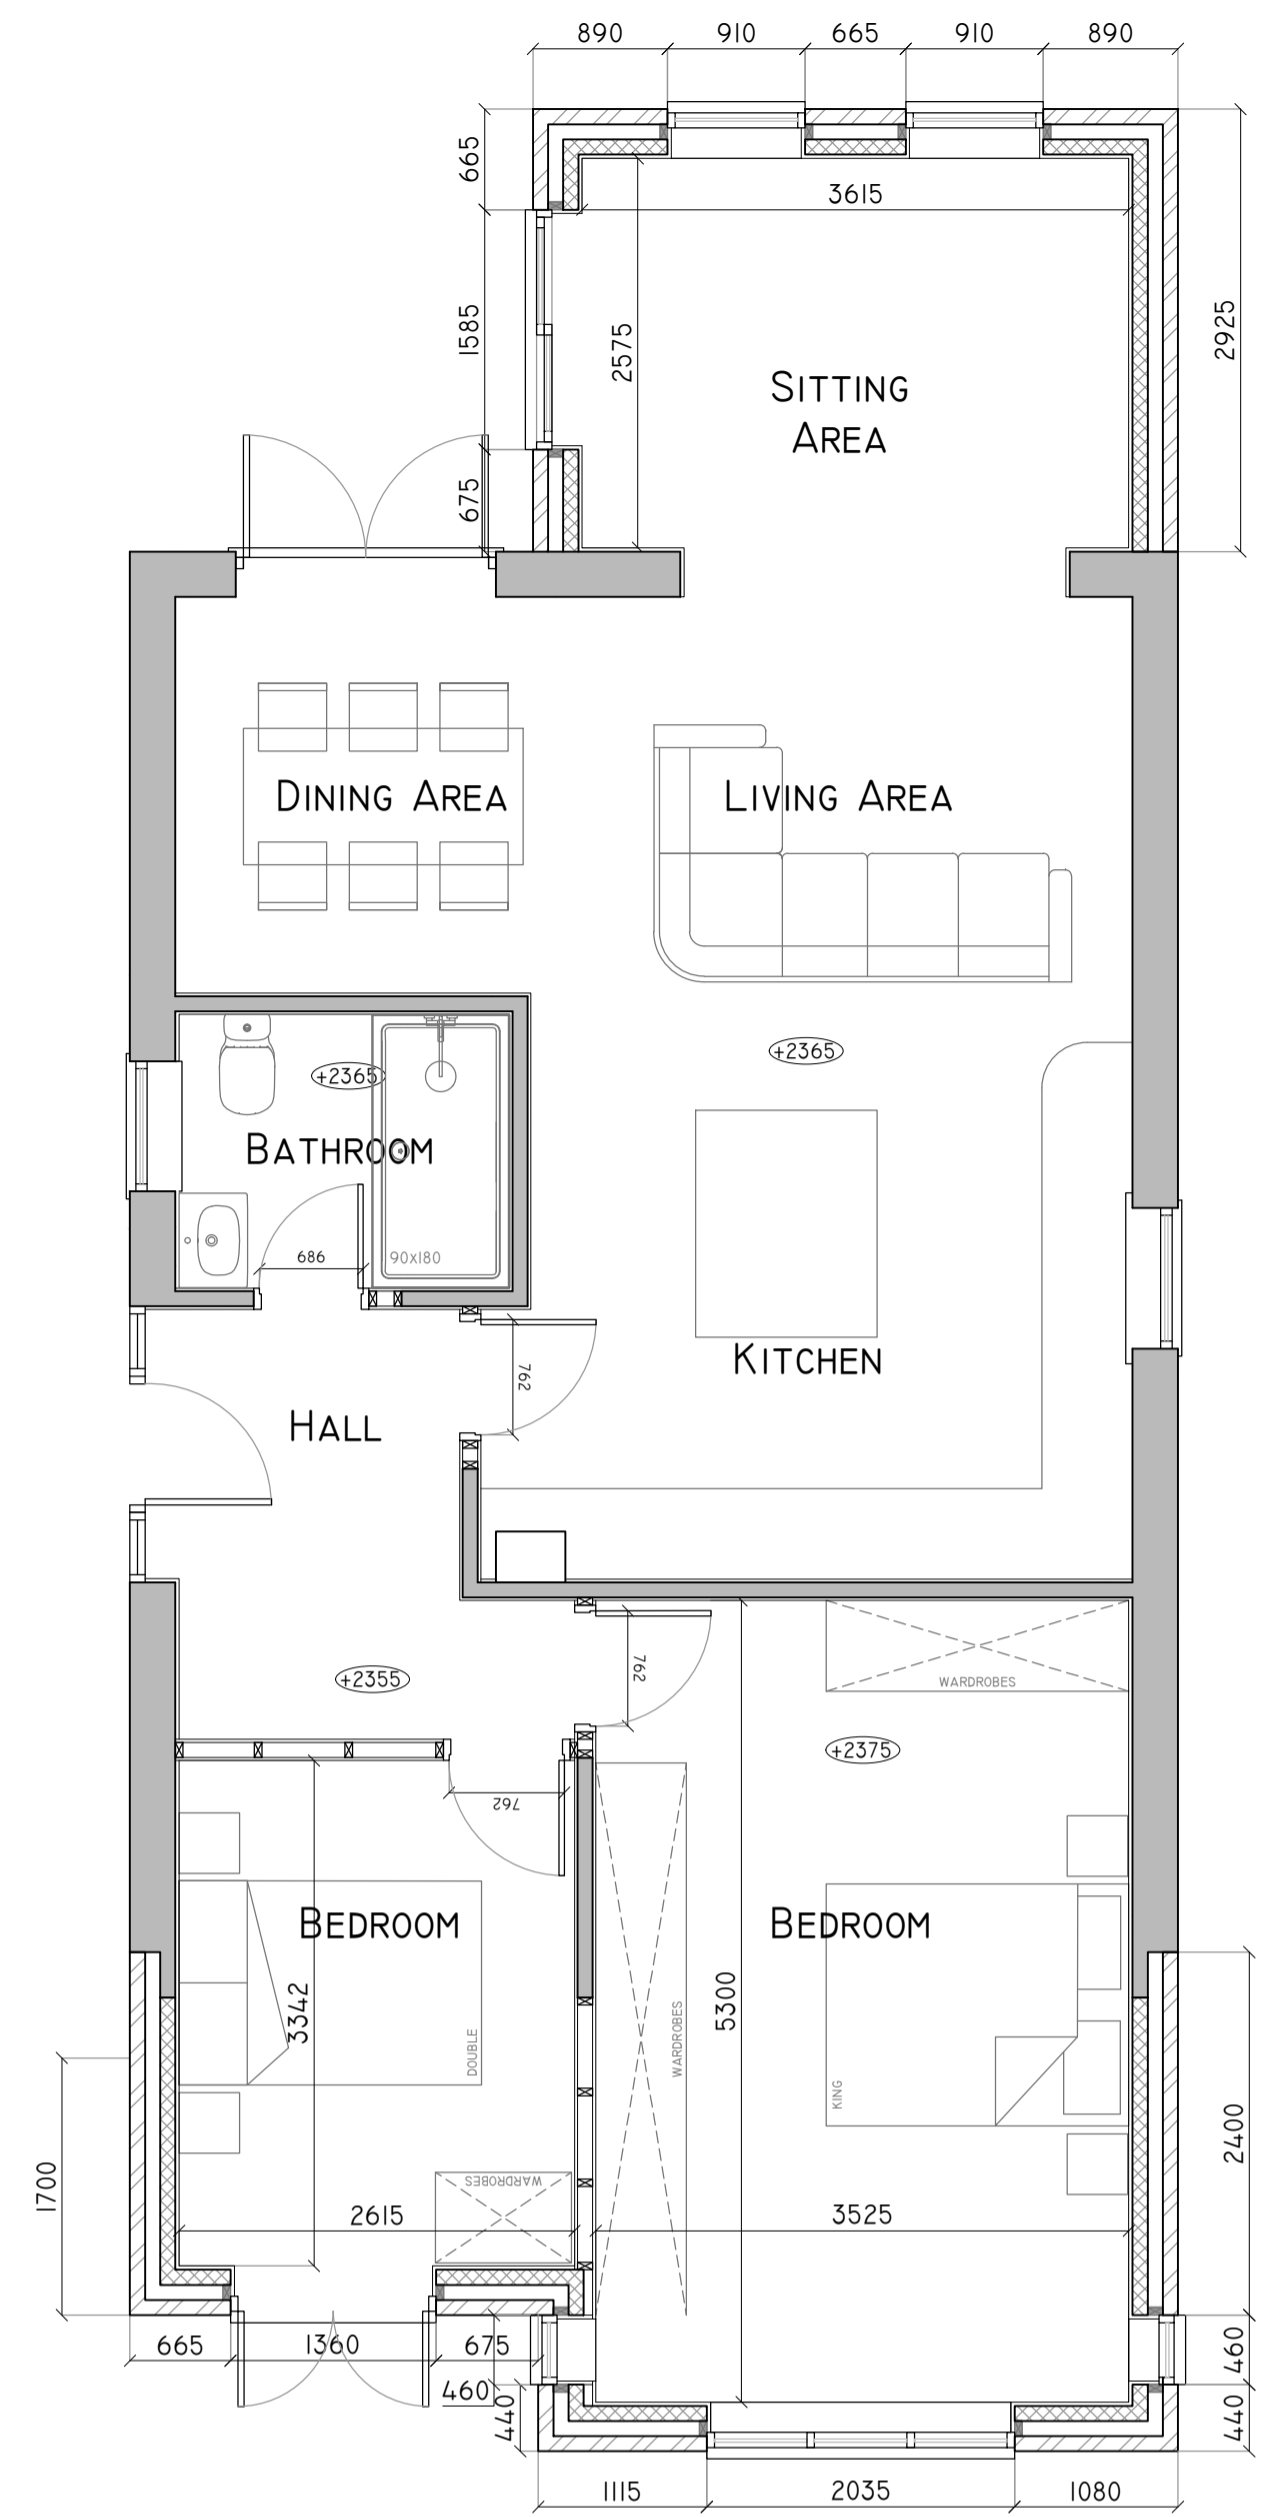 890 910 665 910 890
665
3615
1585
2575
2925
SITTING
AREA
675
DINING AREA
LIVING AREA
+2365
+2365
BATHROOM
686
90x180
KITCHEN
762
HALL
762
+2355
WARDROBES
+2375
762
BEDROOM
BEDROOM
3342
5300
DOUBLE
WARDROBES
KING
1700
2400
WARDROBES
2615
3525
665 1360 675
460
460
440
440
1115 2035 1080